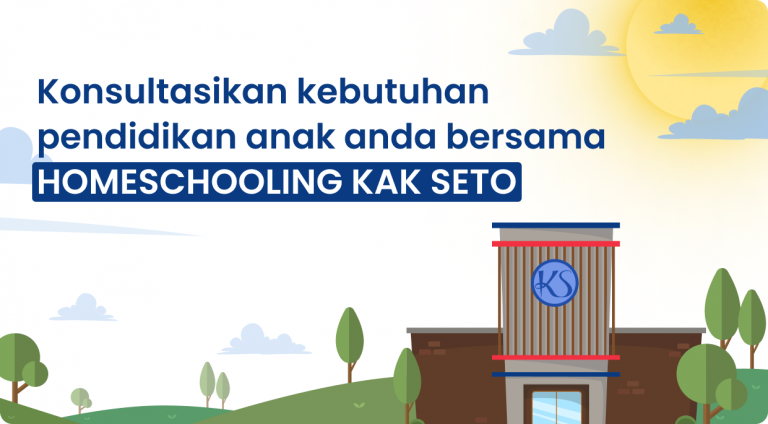 Konsultasikan kebutuhan
pendidikan anak anda bersama
HOMESCHOOLING KAK SETO
KS